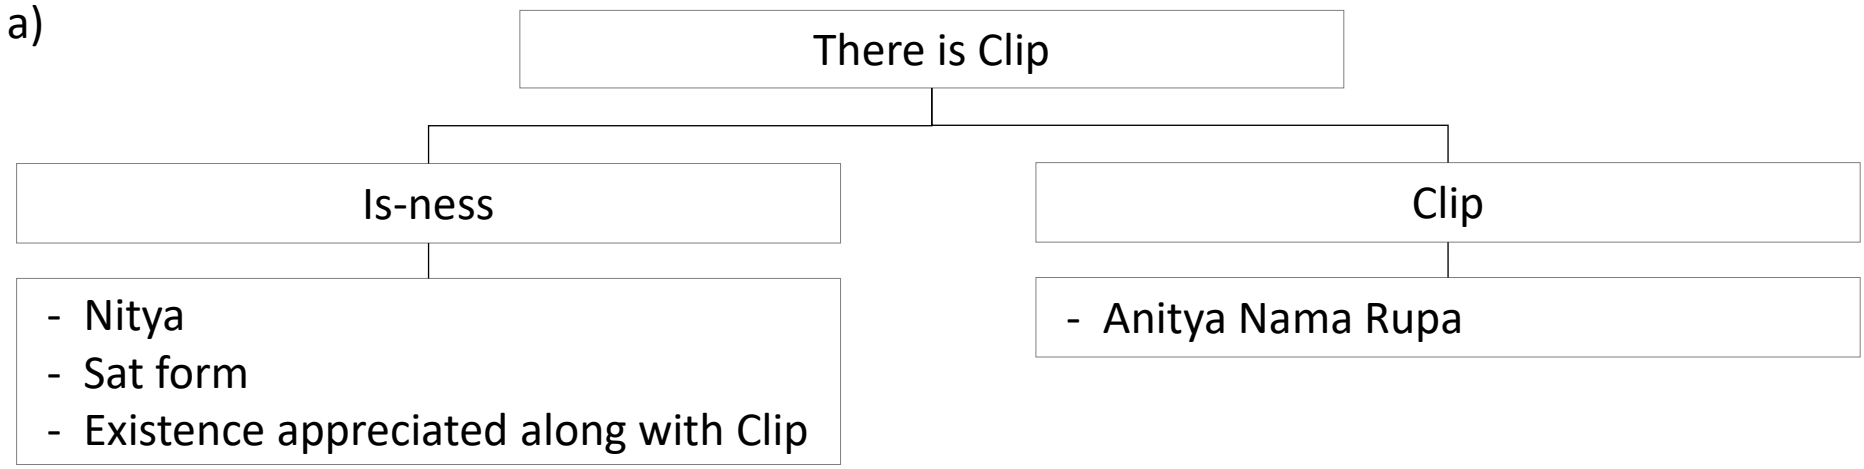 a)
There is Clip
Is-ness
Clip
- Nitya
- Sat form
- Existence appreciated along with Clip
- Anitya Nama Rupa